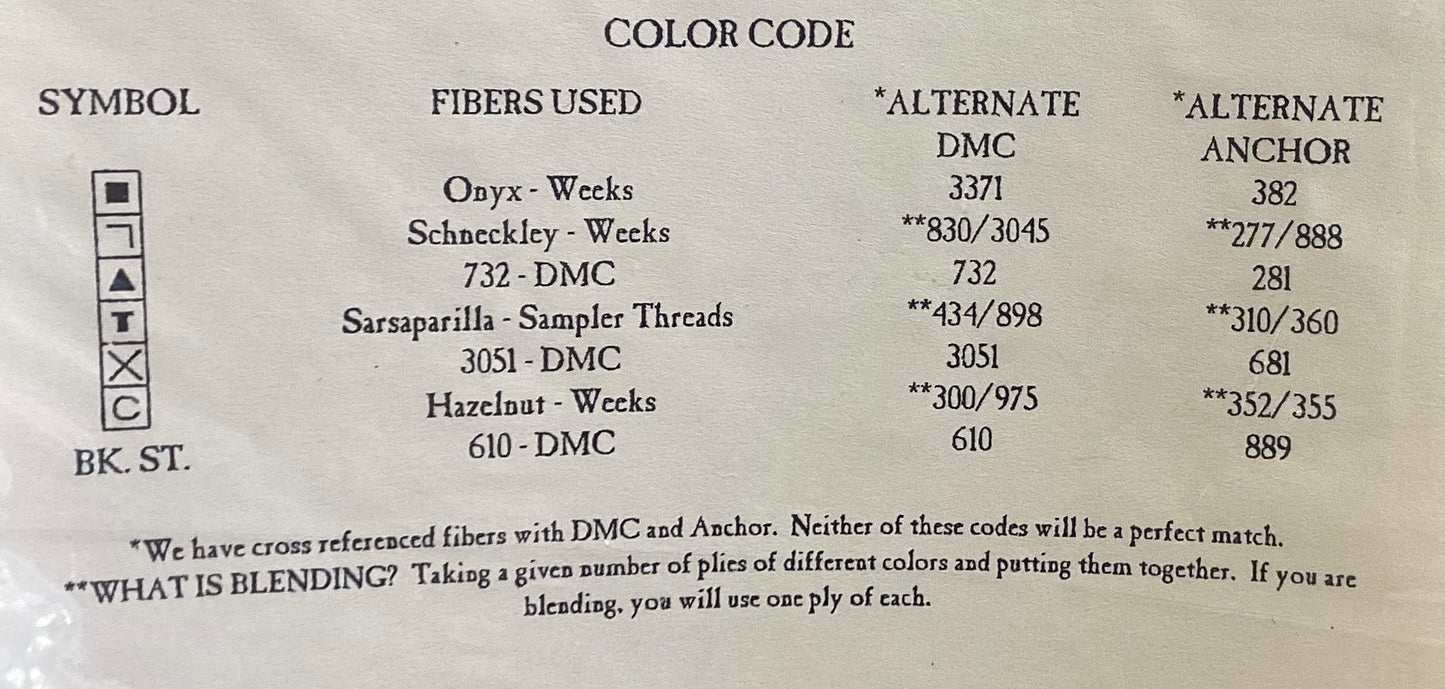 COLOR CODE
SYMBOL FIBERS USED *ALTERNATE DMC *ALTERNATE ANCHOR
■ Onyx - Weeks 3371 382
ㄱ Schneckley - Weeks **830/3045 **277/888
▲ 732 - DMC 732 281
T Sarsaparilla - Sampler Threads **434/898 **310/360
X 3051 - DMC 3051 681
C Hazelnut - Weeks **300/975 **352/355
BK. ST. 610 - DMC 610 889
*We have cross referenced fibers with DMC and Anchor. Neither of these codes will be a perfect match.
**WHAT IS BLENDING? Taking a given number of plies of different colors and putting them together. If you are
blending, you will use one ply of each.